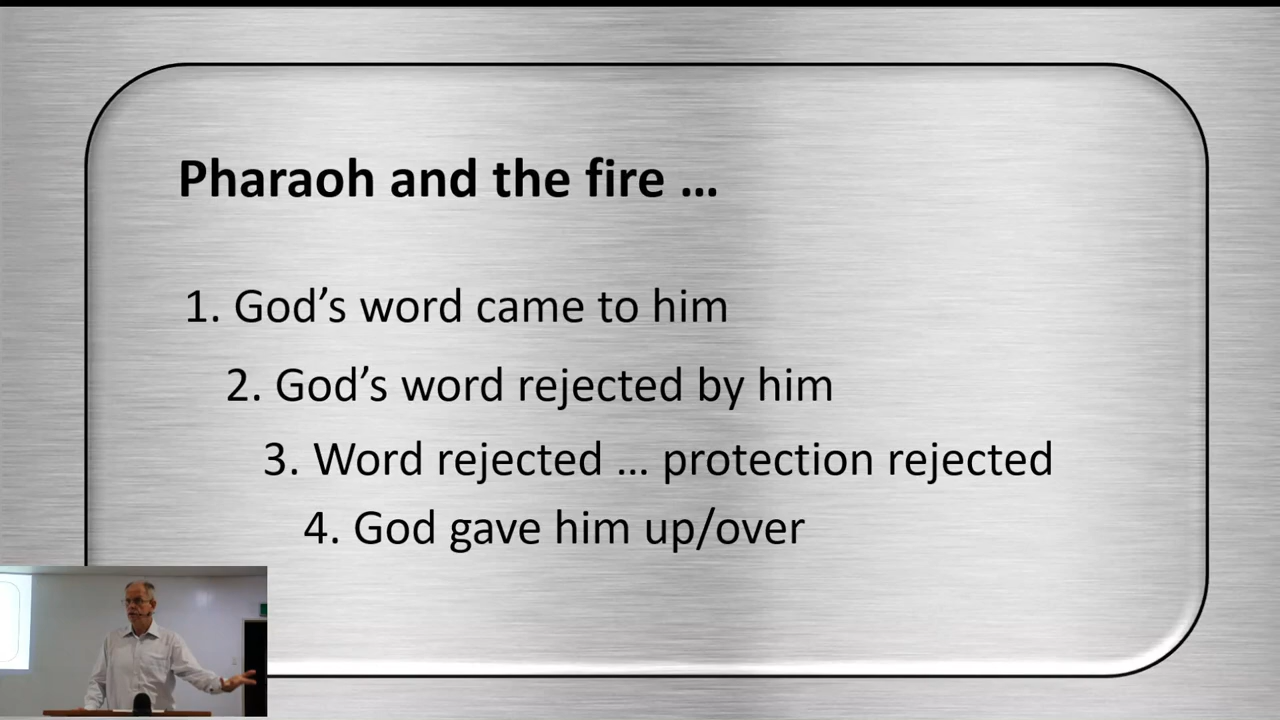 Pharaoh and the fire …
1. God’s word came to him
2. God’s word rejected by him
3. Word rejected … protection rejected
4. God gave him up/over